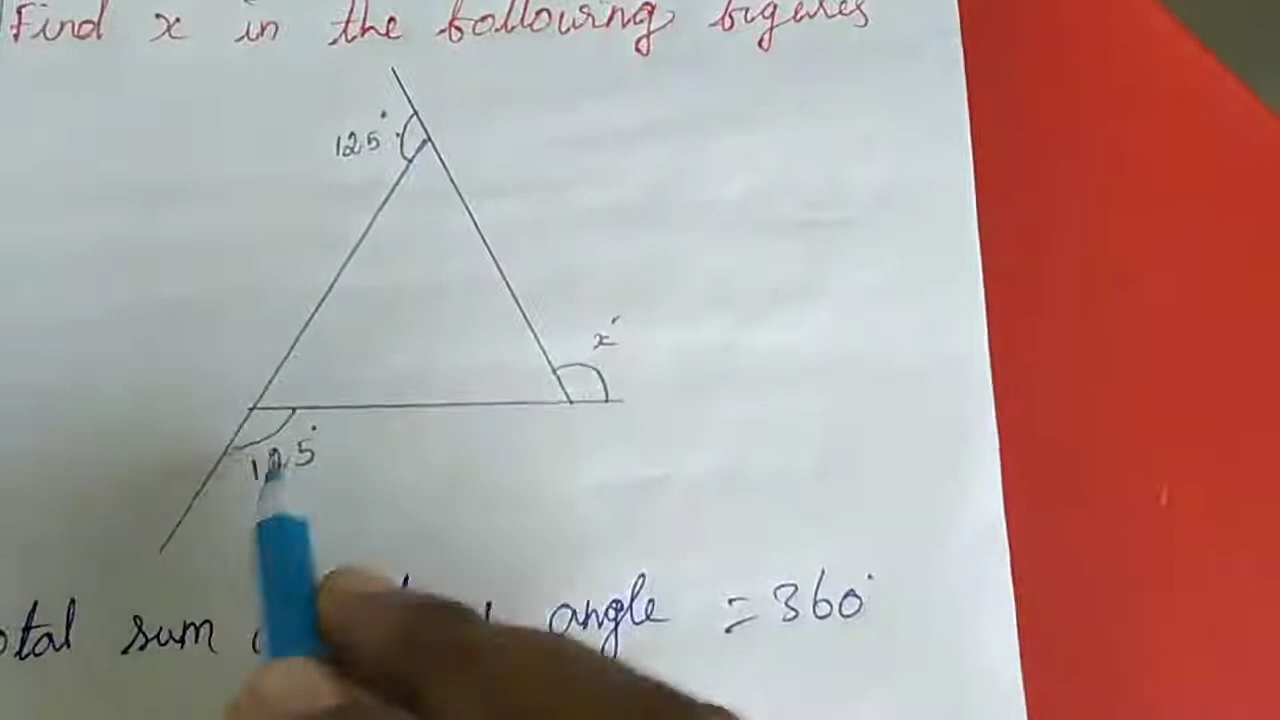 Find x in the following figures
125°
x°
125°
otal sum angle = 360°